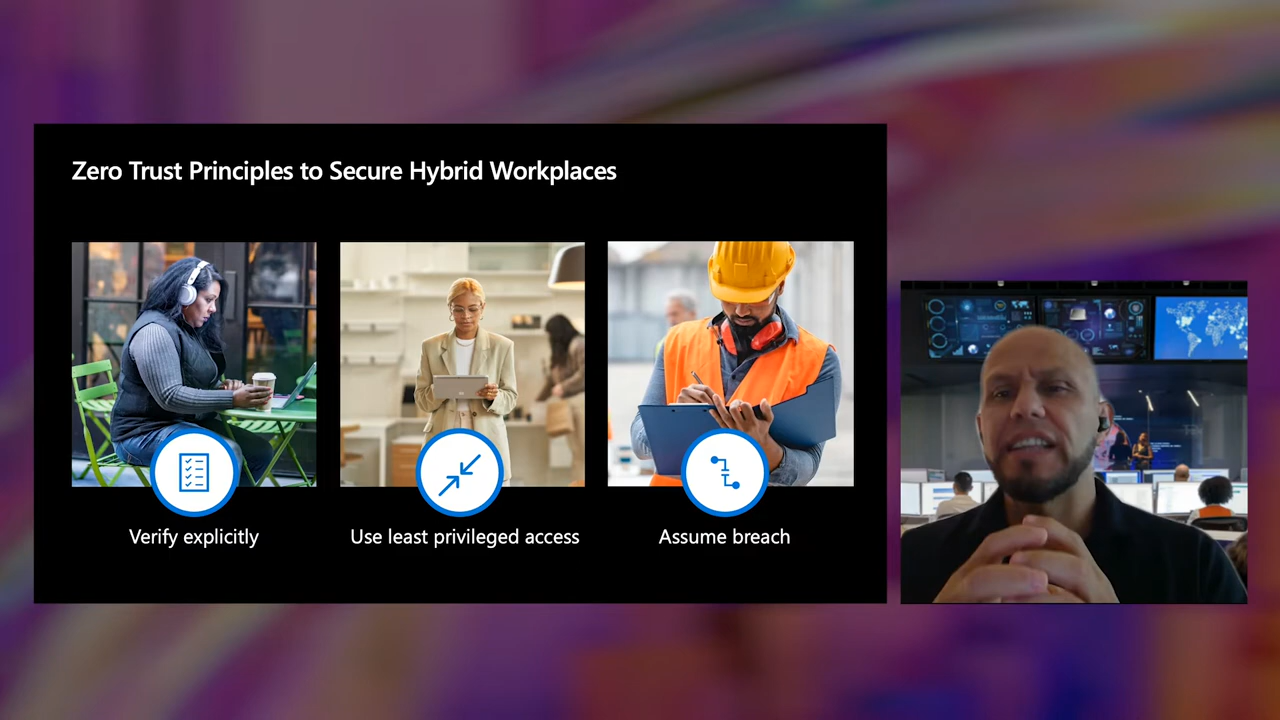 Zero Trust Principles to Secure Hybrid Workplaces
Verify explicitly
Use least privileged access
Assume breach